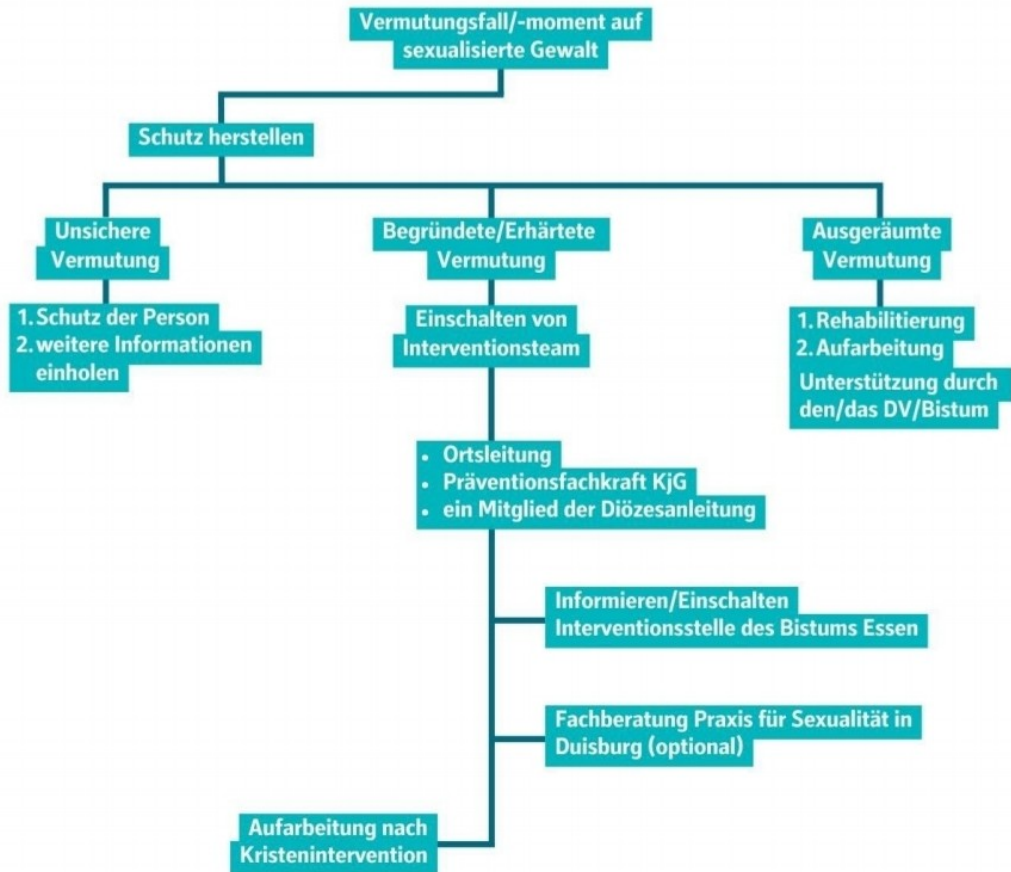 Vermutungsfall/-moment auf
sexualisierte Gewalt
Schutz herstellen
Unsichere
Vermutung
1. Schutz der Person
2. weitere Informationen
einholen
Begründete/Erhärtete
Vermutung
Einschalten von
Interventionsteam
• Ortsleitung
• Präventionsfachkraft KjG
• ein Mitglied der Diözesanleitung
Informieren/Einschalten
Interventionsstelle des Bistums Essen
Fachberatung Praxis für Sexualität in
Duisburg (optional)
Aufarbeitung nach
Kristenintervention
Ausgeräumte
Vermutung
1. Rehabilitierung
2. Aufarbeitung
Unterstützung durch
den/das DV/Bistum